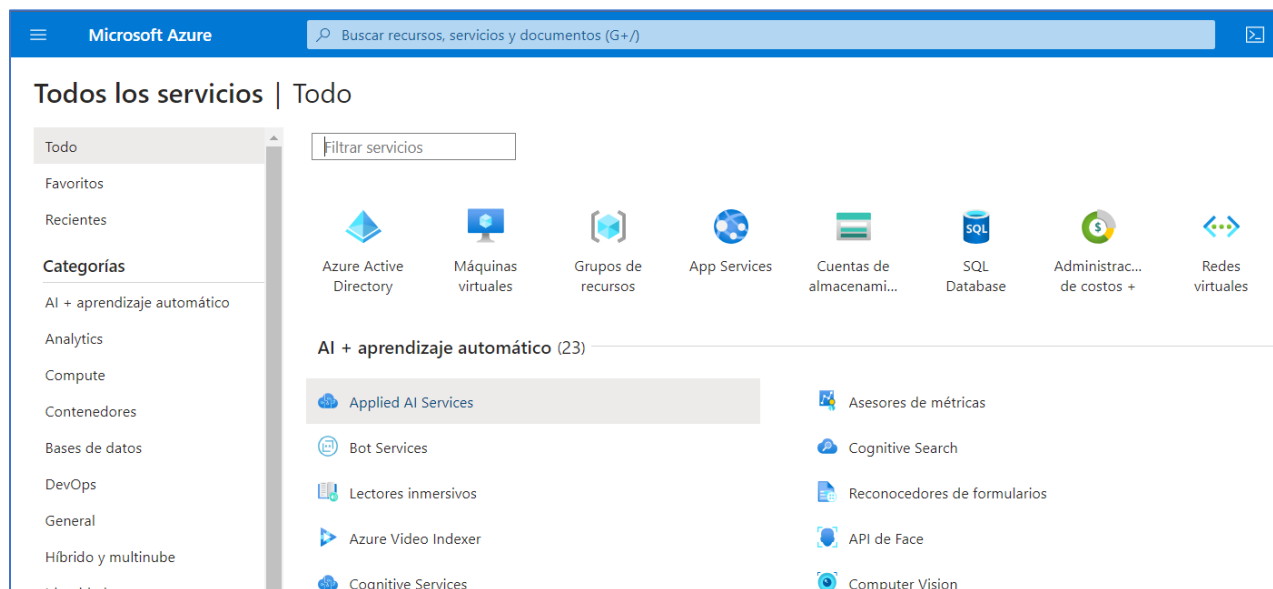 Microsoft Azure
Buscar recursos, servicios y documentos (G+/)
Todos los servicios | Todo
Todo
Favoritos
Recientes
Categorías
AI + aprendizaje automático
Analytics
Compute
Contenedores
Bases de datos
DevOps
General
Híbrido y multinube
Filtrar servicios
Azure Active
Directory
Máquinas
virtuales
Grupos de
recursos
App Services
Cuentas de
almacenami...
SQL
SQL
Database
Administrac...
de costos +
Redes
virtuales
AI + aprendizaje automático (23)
Applied AI Services
Asesores de métricas
Bot Services
Cognitive Search
Lectores inmersivos
Reconocedores de formularios
Azure Video Indexer
API de Face
Cognitive Services
Computer Vision